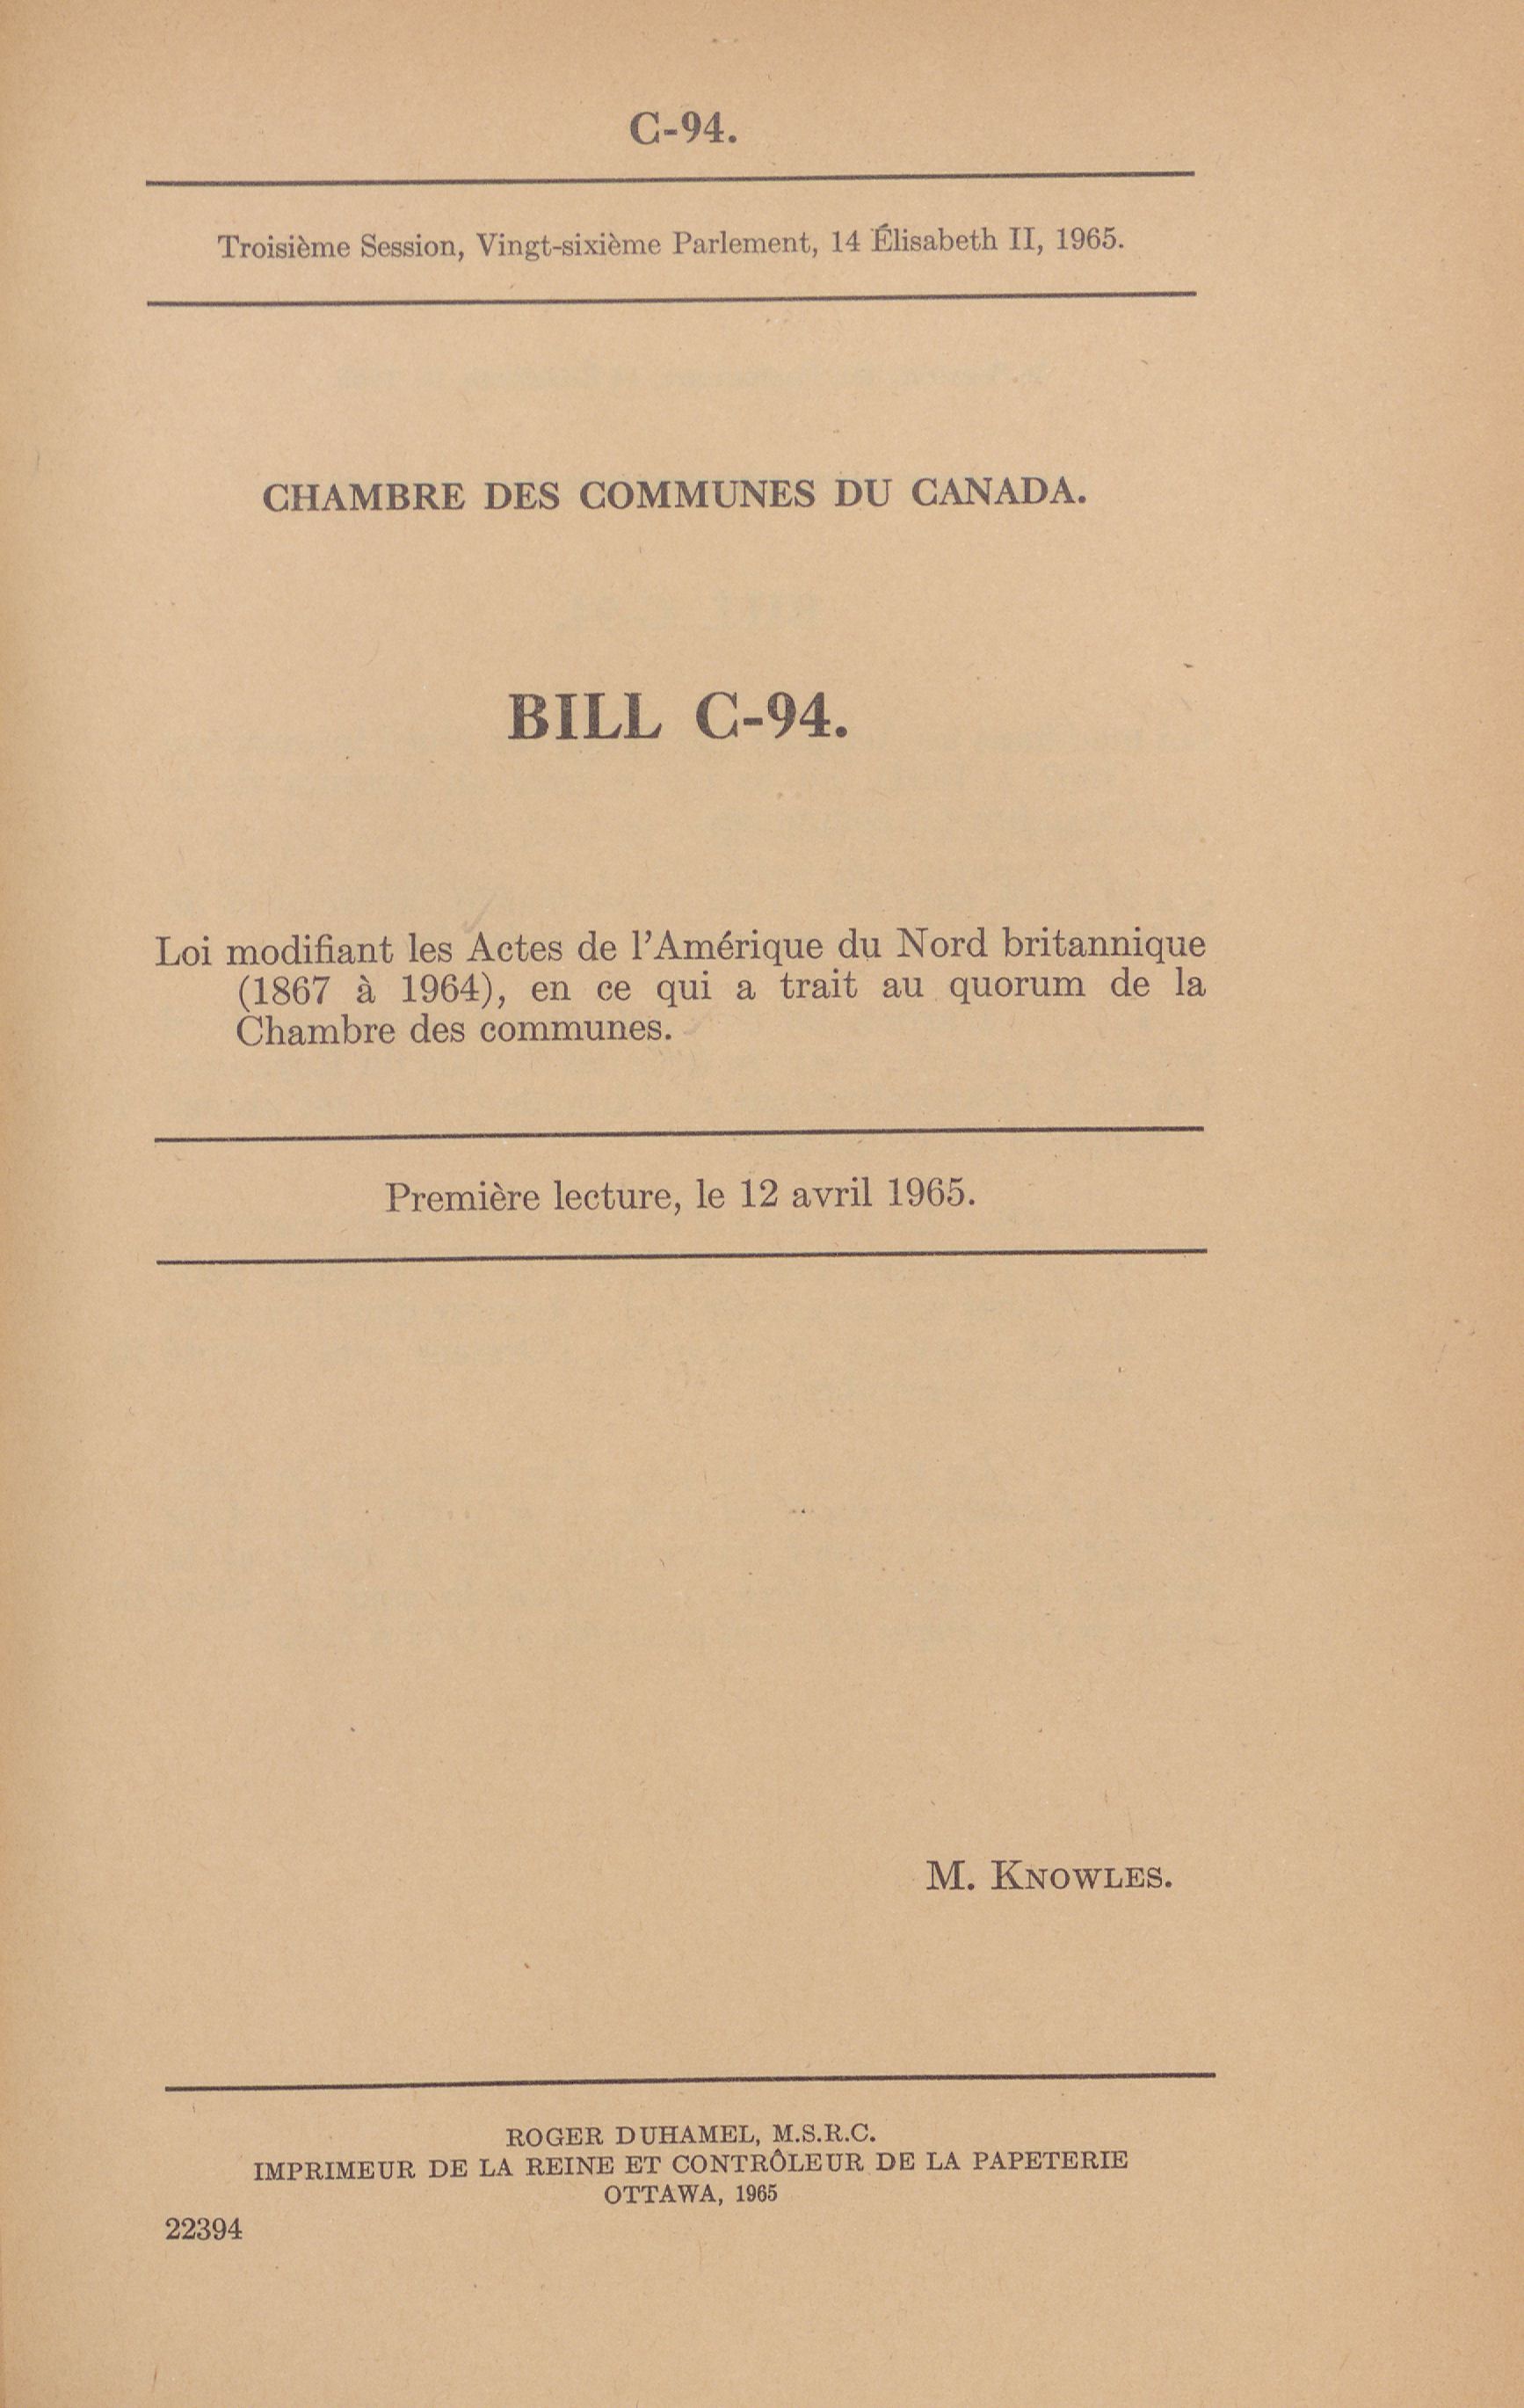 C-94.
Troisième Session, Vingt-sixième Parlement, 14 Élisabeth II, 1965.
CHAMBRE DES COMMUNES DU CANADA.
BILL C-94.
Loi modifiant les Actes de l'Amérique du Nord britannique
(1867 à 1964), en ce qui a trait au quorum de la
Chambre des communes.
Première lecture, le 12 avril 1965.
M. KNOWLES.
ROGER DUHAMEL, M.S.R.C.
IMPRIMEUR DE LA REINE ET CONTRÔLEUR DE LA PAPETERIE
OTTAWA, 1965
22394